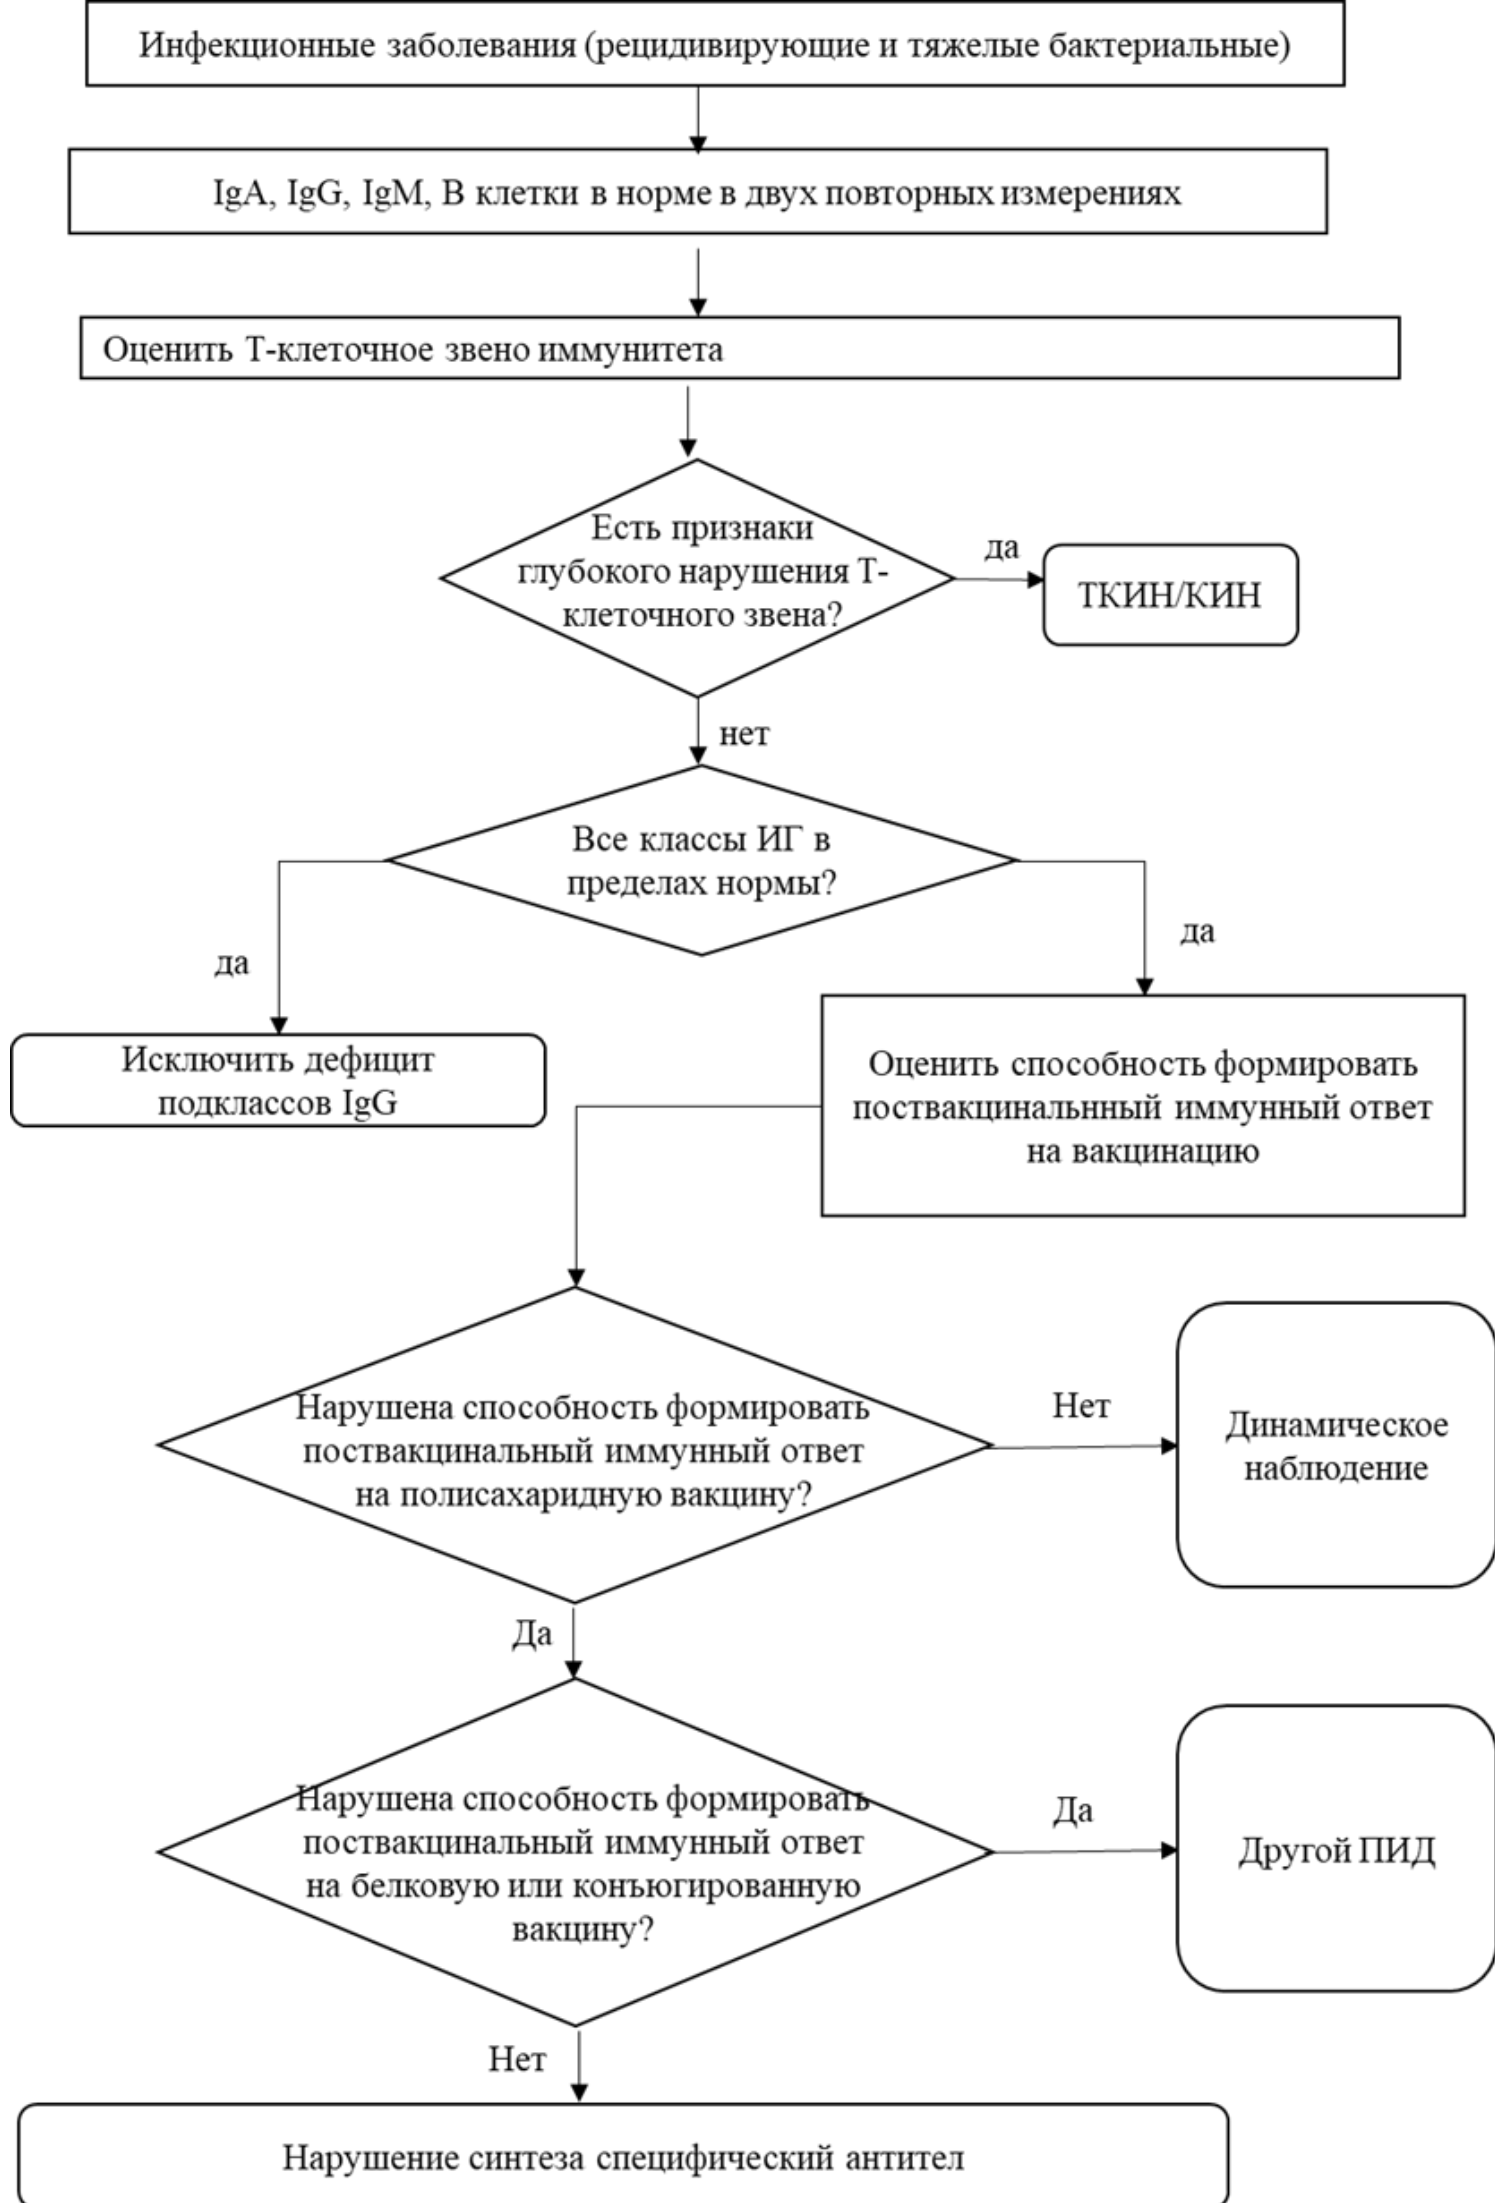 Инфекционные заболевания (рецидивирующие и тяжелые бактериальные)
IgA, IgG, IgM, В клетки в норме в двух повторных измерениях
Оценить Т-клеточное звено иммунитета
Есть признаки
глубокого нарушения Т-
клеточного звена?
да
ТКИН/КИН
нет
Все классы ИГ в
пределах нормы?
да
да
Исключить дефицит
подклассов IgG
Оценить способность формировать
поствакцинальнный иммунный ответ
на вакцинацию
Нарушена способность формировать
поствакцинальный иммунный ответ
на полисахаридную вакцину?
Нет
Динамическое
наблюдение
Да
Нарушена способность формировать
поствакцинальный иммунный ответ
на белковую или конъюгированную
вакцину?
Да
Другой ПИД
Нет
Нарушение синтеза специфический антител